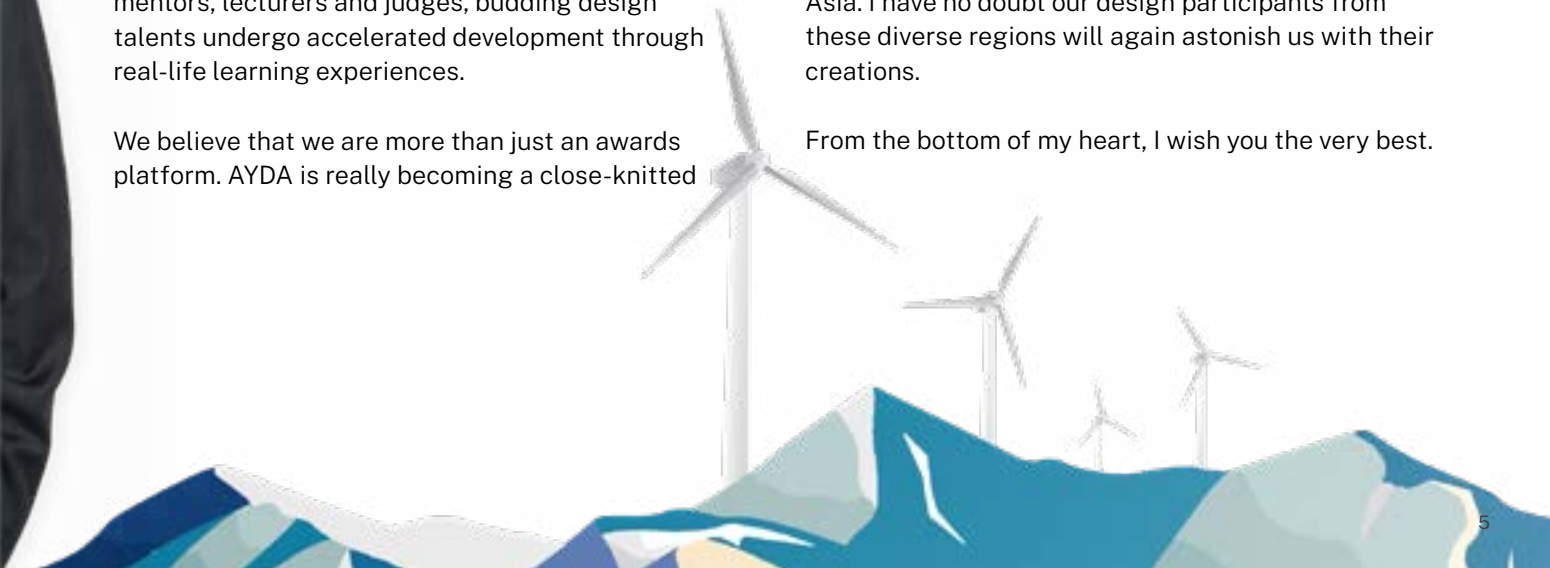 mentors, lecturers and judges, budding design
talents undergo accelerated development through
real-life learning experiences.
We believe that we are more than just an awards
platform. AYDA is really becoming a close-knitted
Asia. I have no doubt our design participants from
these diverse regions will again astonish us with their
creations.
From the bottom of my heart, I wish you the very best.
5